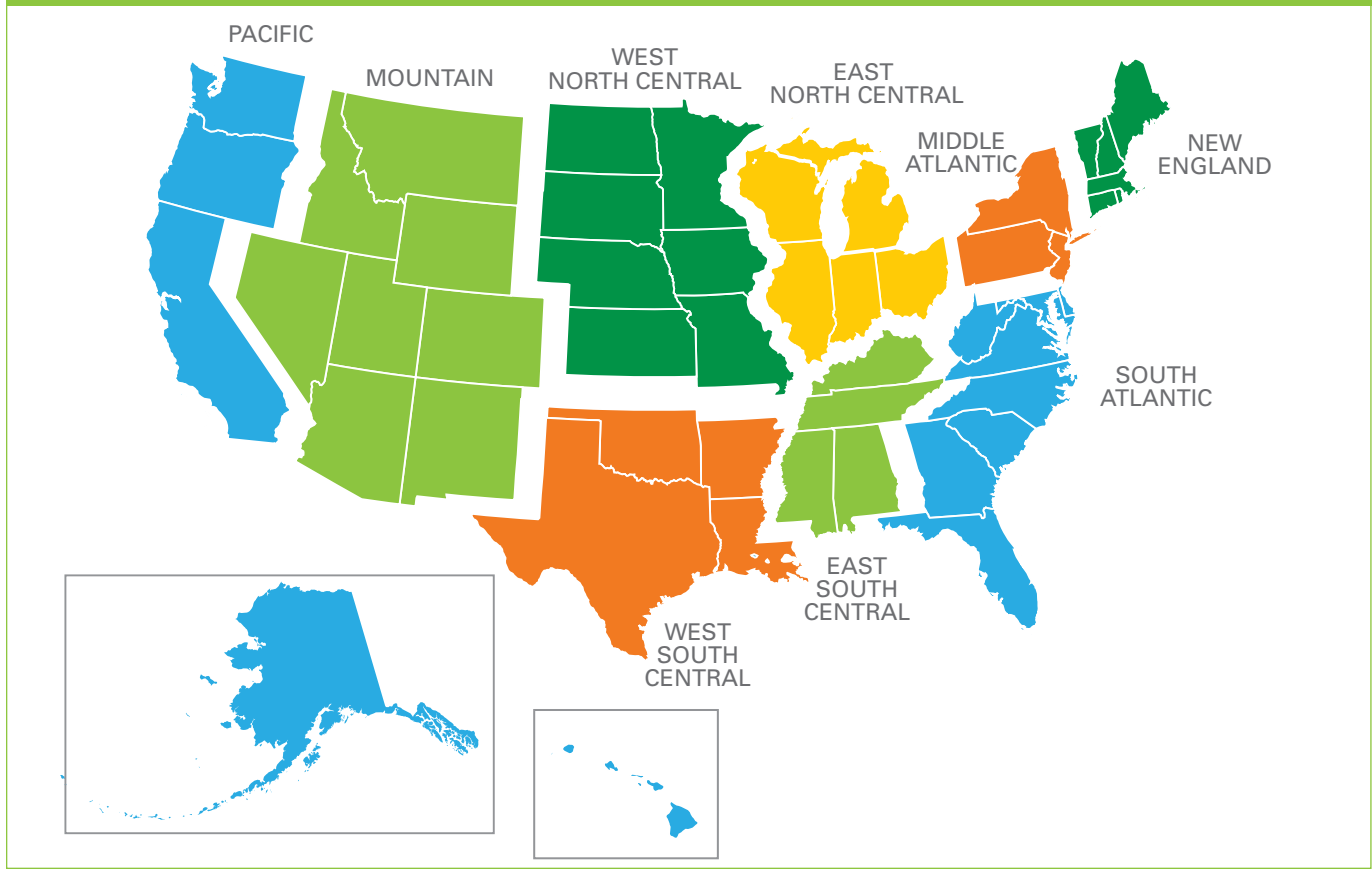 PACIFIC
MOUNTAIN
WEST
NORTH CENTRAL
EAST
NORTH CENTRAL
MIDDLE
ATLANTIC
NEW
ENGLAND
SOUTH
ATLANTIC
EAST
SOUTH
CENTRAL
WEST
SOUTH
CENTRAL